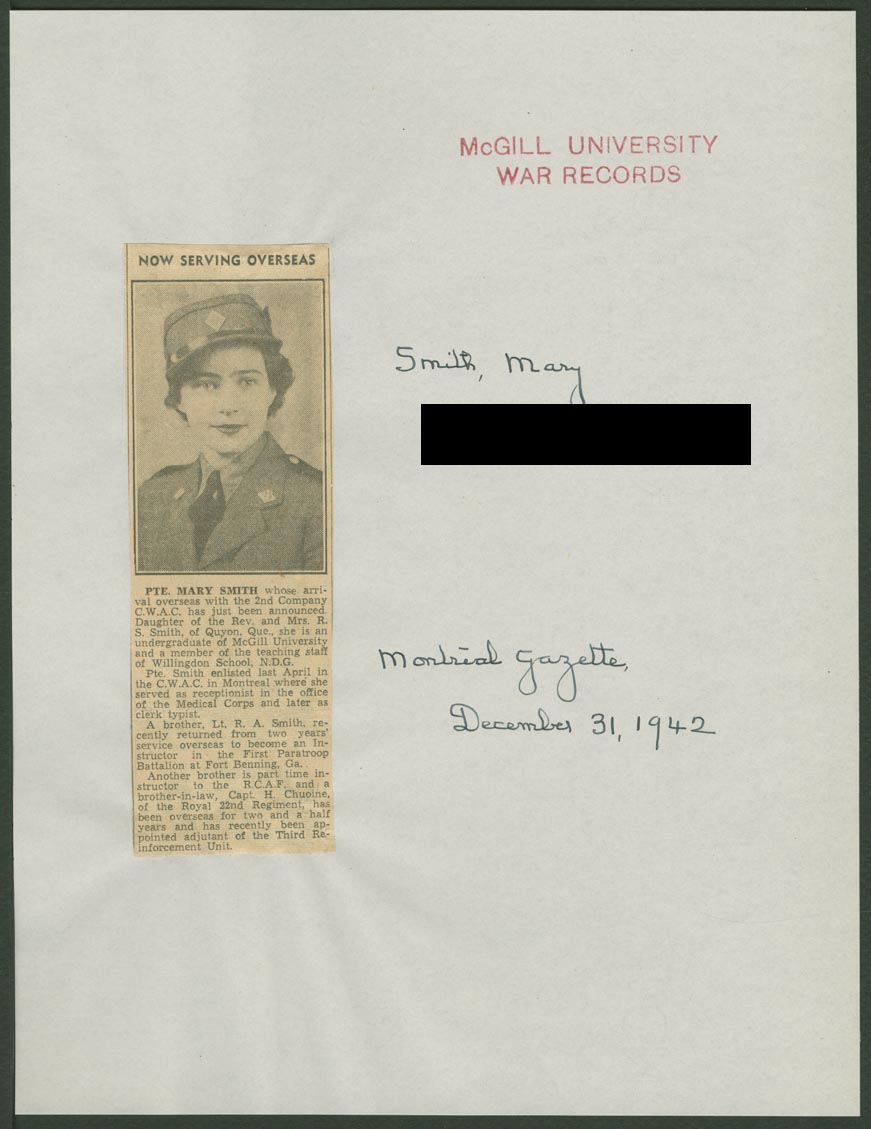 McGILL UNIVERSITY
WAR RECORDS
NOW SERVING OVERSEAS
Smith, Mary
PTE. MARY SMITH whose arri-
val overseas with the 2nd Company
C.W.A.C. has just been announced.
Daughter of the Rev. and Mrs. R.
S. Smith, of Quyon, Que., she is an
undergraduate of McGill University
and a member of the teaching staff
of Willingdon School, N.D.G.
Pte. Smith enlisted last April in
the C.W.A.C. in Montreal where she
served as receptionist in the office
of the Medical Corps and later as
clerk typist.
A brother, Lt. R. A. Smith, re-
cently returned from two years'
service overseas to become an In-
structor in the First Paratroop
Battalion at Fort Benning, Ga.
Another brother is part time in-
structor to the R.C.A.F. and a
brother-in-law, Capt. H. Chuoine,
of the Royal 22nd Regiment, has
been overseas for two and a half
years and has recently been ap-
pointed adjutant of the Third Re-
inforcement Unit.
Montreal Gazette,
December 31, 1942